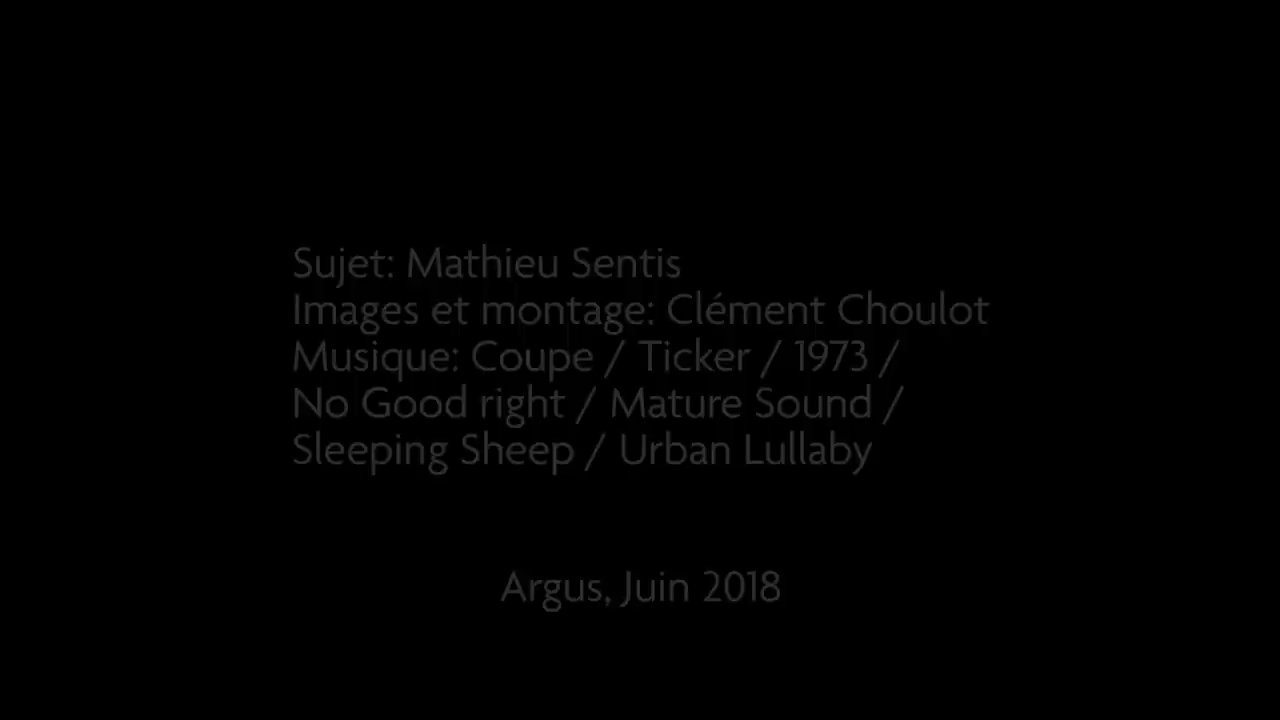 Sujet: Mathieu Sentis
Images et montage: Clément Choulot
Musique: Coupe / Ticker / 1973 /
No Good right / Mature Sound /
Sleeping Sheep / Urban Lullaby
Argus, Juin 2018